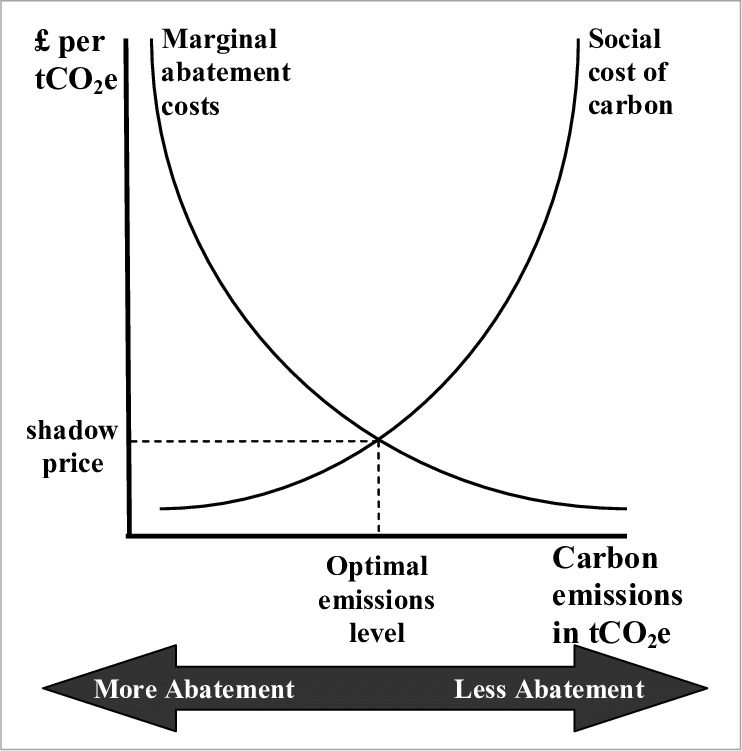 £ per
tCO₂e
Marginal
abatement
costs
Social
cost of
carbon
shadow
price
Optimal
emissions
level
Carbon
emissions
in tCO₂e
More Abatement
Less Abatement